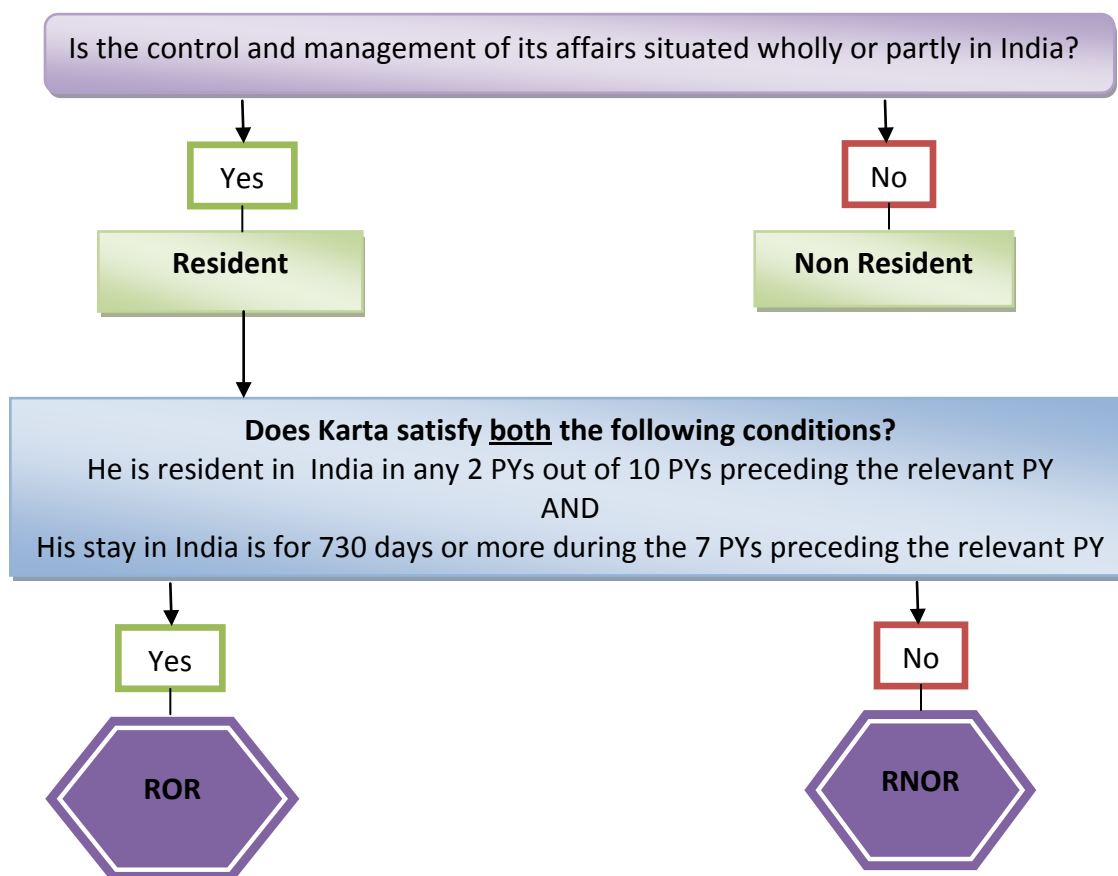 Is the control and management of its affairs situated wholly or partly in India?
Yes
No
Resident
Non Resident
Does Karta satisfy both the following conditions?
He is resident in India in any 2 PYs out of 10 PYs preceding the relevant PY
AND
His stay in India is for 730 days or more during the 7 PYs preceding the relevant PY
Yes
No
ROR
RNOR